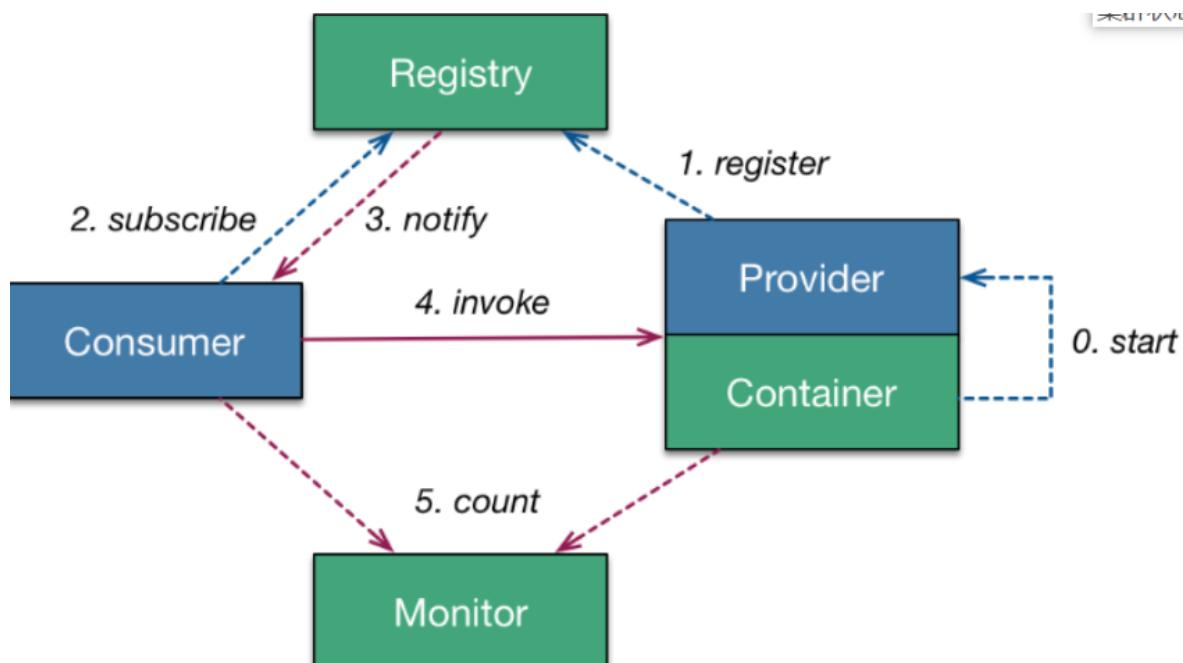 Registry
1. register
2. subscribe
3. notify
Provider
4. invoke
Consumer
0. start
Container
5. count
Monitor